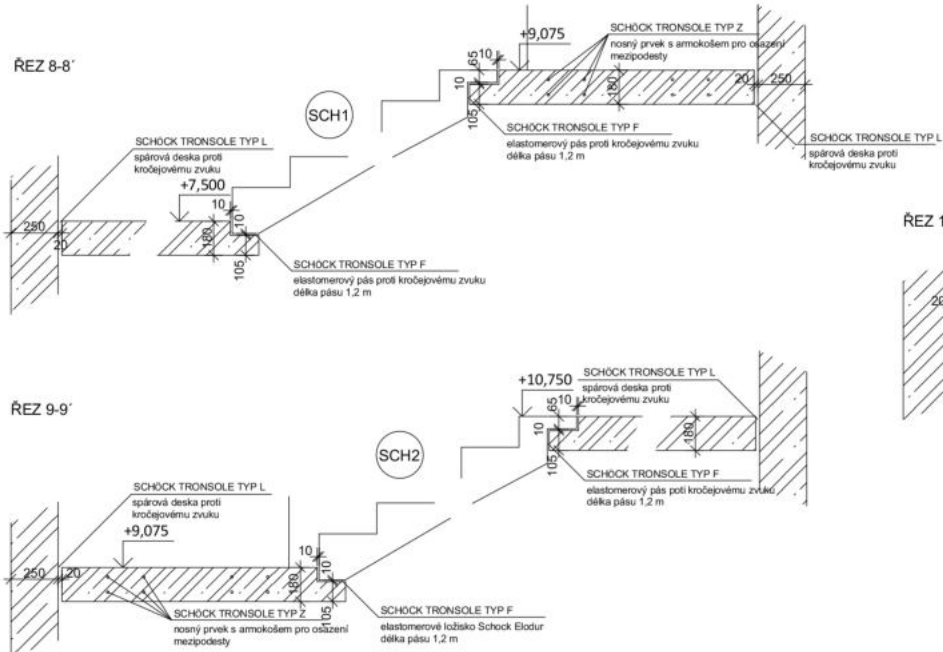 ŘEZ 8-8´
SCH1
+9,075
SCHöCK TRONSOLE TYP Z
nosný prvek s armokošem pro osazení
mezipodesty
10
65
10
105
180
20
250
SCHöCK TRONSOLE TYP F
elastomerový pás proti kročejovému zvuku
délka pásu 1,2 m
SCHöCK TRONSOLE TYP L
spárová deska proti
kročejovému zvuku
SCHöCK TRONSOLE TYP L
spárová deska proti
kročejovému zvuku
+7,500
10
10
250
20
180
105
SCHöCK TRONSOLE TYP F
elastomerový pás proti kročejovému zvuku
délka pásu 1,2 m
ŘEZ 1
20
ŘEZ 9-9´
SCH2
+10,750
SCHöCK TRONSOLE TYP L
spárová deska proti
kročejovému zvuku
65
10
10
105
180
SCHöCK TRONSOLE TYP F
elastomerový pás poti kročejovému zvuku
délka pásu 1,2 m
SCHöCK TRONSOLE TYP L
spárová deska proti
kročejovému zvuku
+9,075
10
10
250
20
180
105
SCHöCK TRONSOLE TYP Z
nosný prvek s armokošem pro osazení
mezipodesty
SCHöCK TRONSOLE TYP F
elastomerové ložisko Schock Elodur
délka pásu 1,2 m